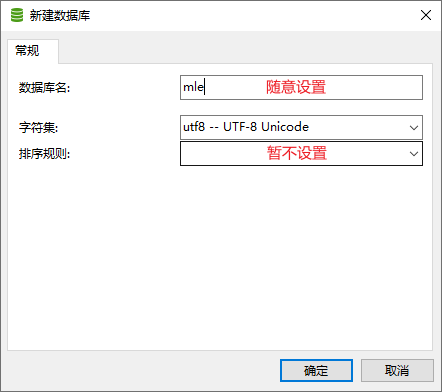 新建数据库
常规
数据库名: mle 随意设置
字符集: utf8 -- UTF-8 Unicode
排序规则: 暂不设置
确定 取消